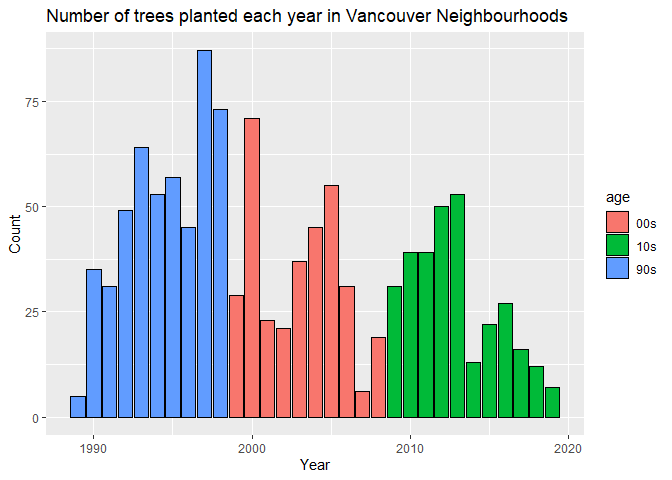 Number of trees planted each year in Vancouver Neighbourhoods
Count
75
50
25
0
1990
2000
2010
2020
Year
age
00s
10s
90s